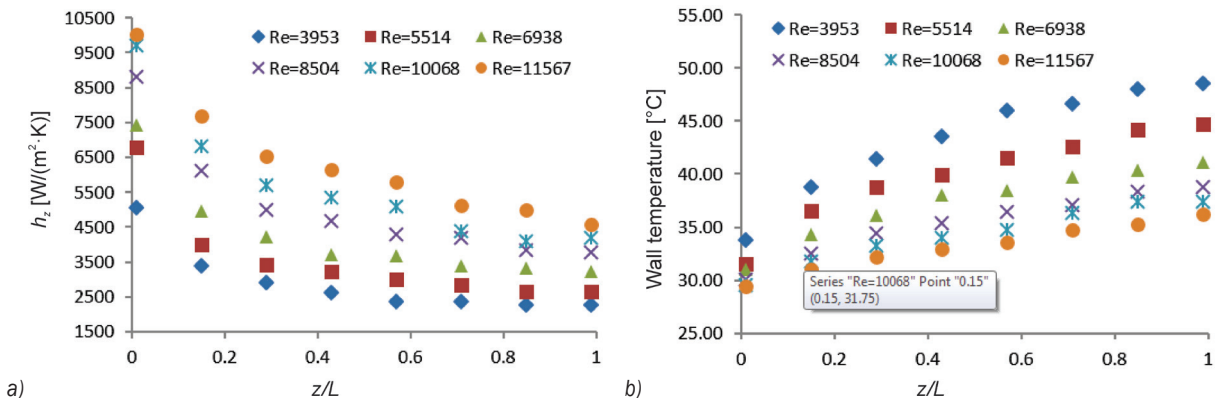 10500
9500
8500
7500
6500
5500
4500
3500
2500
1500
h_z [W/(m²·K)]
Re=3953 Re=5514 Re=6938
Re=8504 Re=10068 Re=11567
0 0.2 0.4 0.6 0.8 1
a) z/L
55.00
50.00
45.00
40.00
35.00
30.00
25.00
Wall temperature [°C]
Re=3953 Re=5514 Re=6938
Re=8504 Re=10068 Re=11567
Series "Re=10068" Point "0.15"
(0.15, 31.75)
0 0.2 0.4 0.6 0.8 1
b) z/L